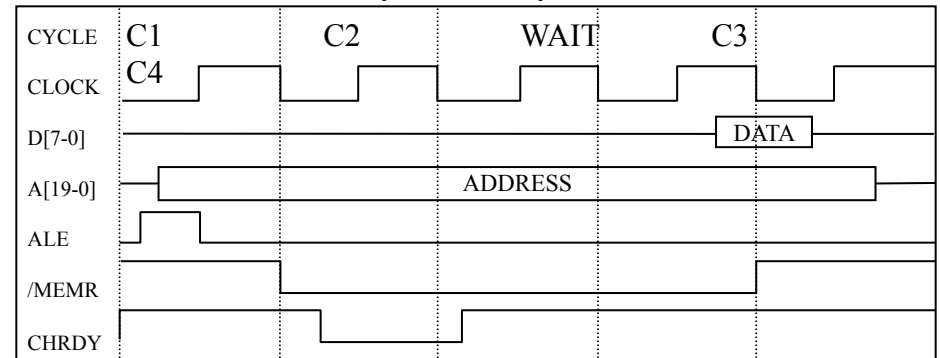 CYCLE C1 C2 WAIT C3
C4
CLOCK
D[7-0] DATA
A[19-0] ADDRESS
ALE
/MEMR
CHRDY